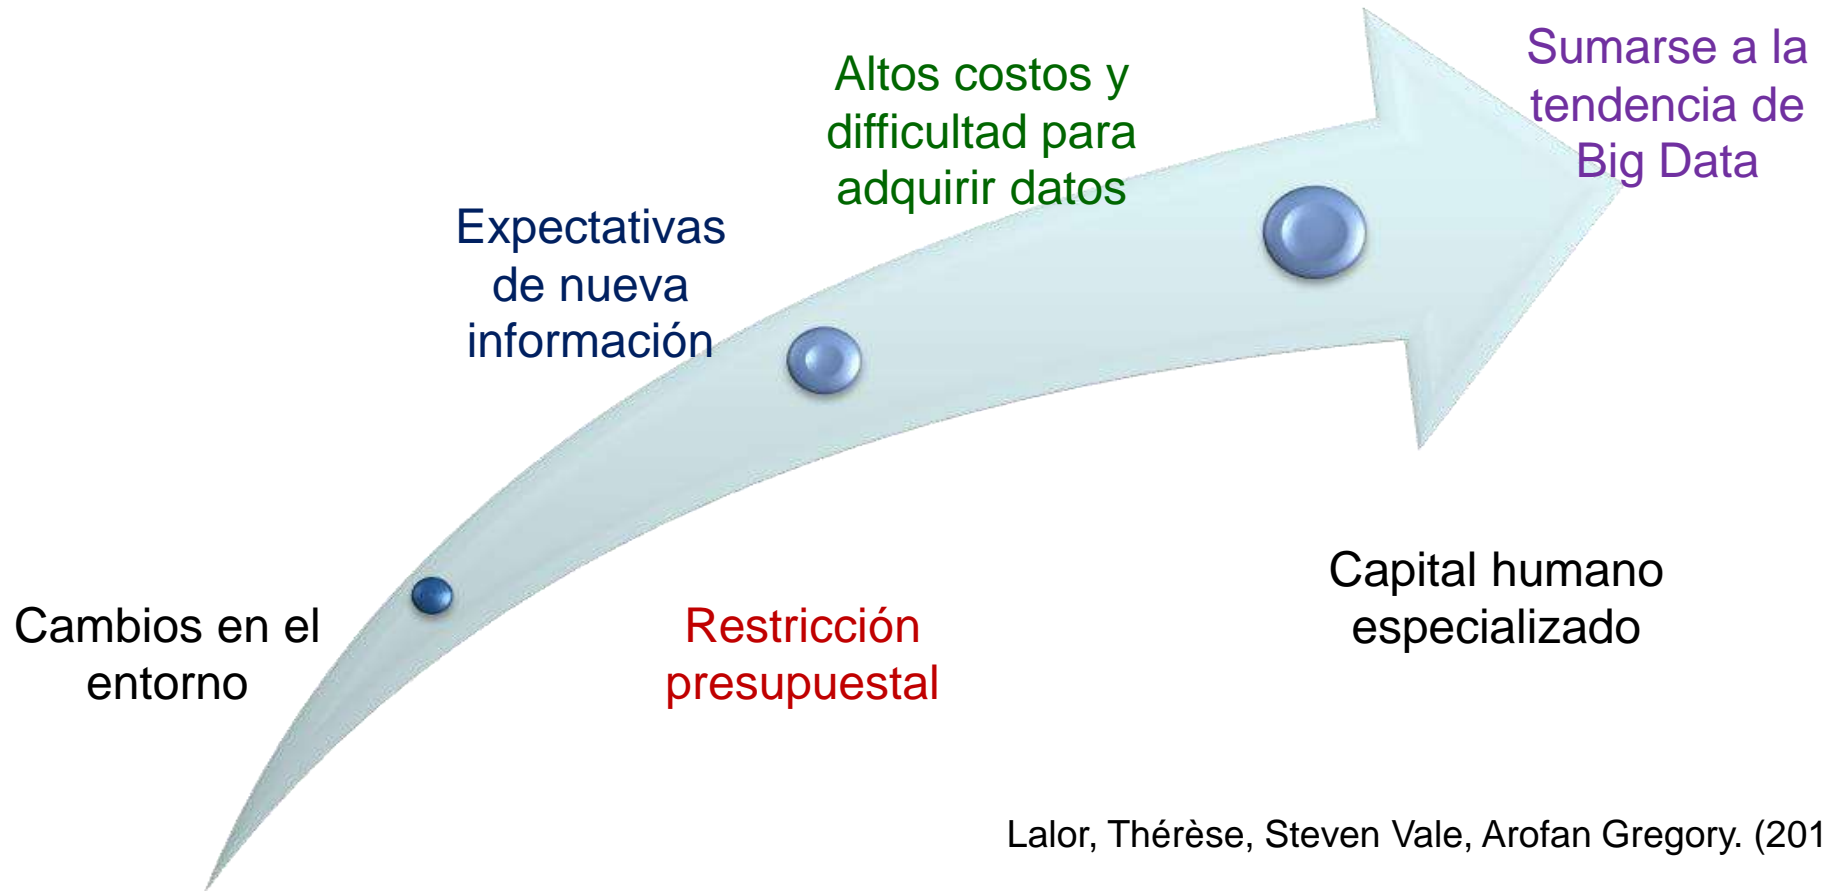 Sumarse a la
tendencia de
Big Data
Altos costos y
difficultad para
adquirir datos
Expectativas
de nueva
información
Cambios en el
entorno
Restricción
presupuestal
Capital humano
especializado
Lalor, Thérèse, Steven Vale, Arofan Gregory. (201